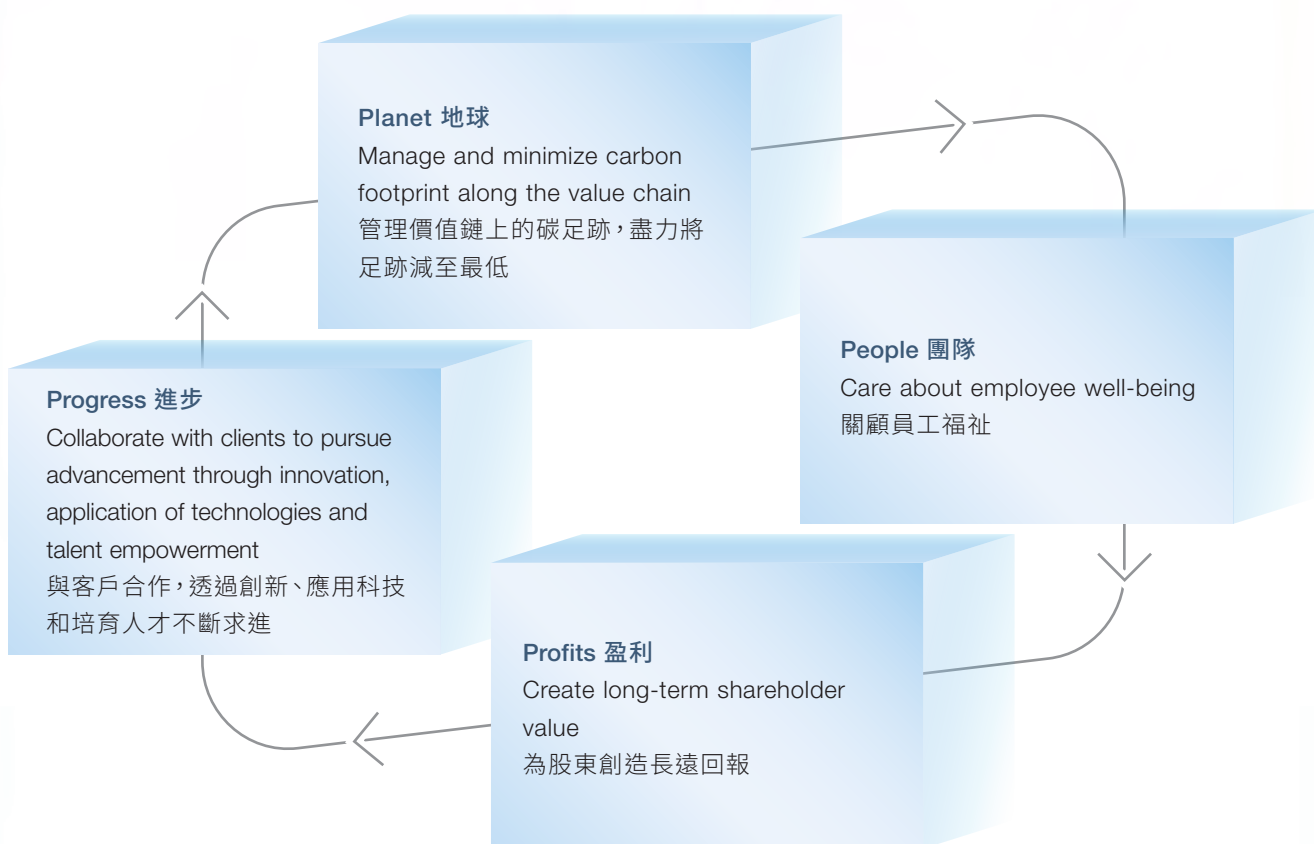 Planet 地球
Manage and minimize carbon
footprint along the value chain
管理價值鏈上的碳足跡，盡力將
足跡減至最低
People 團隊
Care about employee well-being
關顧員工福祉
Progress 進步
Collaborate with clients to pursue
advancement through innovation,
application of technologies and
talent empowerment
與客戶合作，透過創新、應用科技
和培育人才不斷求進
Profits 盈利
Create long-term shareholder
value
為股東創造長遠回報